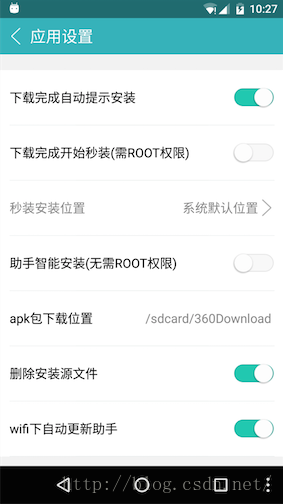 10:27
应用设置
下载完成自动提示安装
下载完成开始秒装(需ROOT权限)
秒装安装位置 系统默认位置
助手智能安装(无需ROOT权限)
apk包下载位置 /sdcard/360Download
删除安装源文件
wifi下自动更新助手
http://blog.csdn.net/